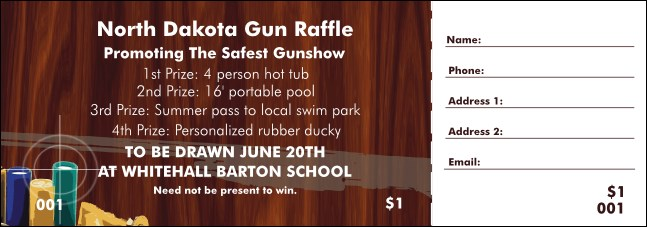 North Dakota Gun Raffle
Promoting The Safest Gunshow
1st Prize: 4 person hot tub
2nd Prize: 16' portable pool
3rd Prize: Summer pass to local swim park
4th Prize: Personalized rubber ducky
TO BE DRAWN JUNE 20TH
AT WHITEHALL BARTON SCHOOL
Need not be present to win.
001
$1
Name:
Phone:
Address 1:
Address 2:
Email:
$1
001